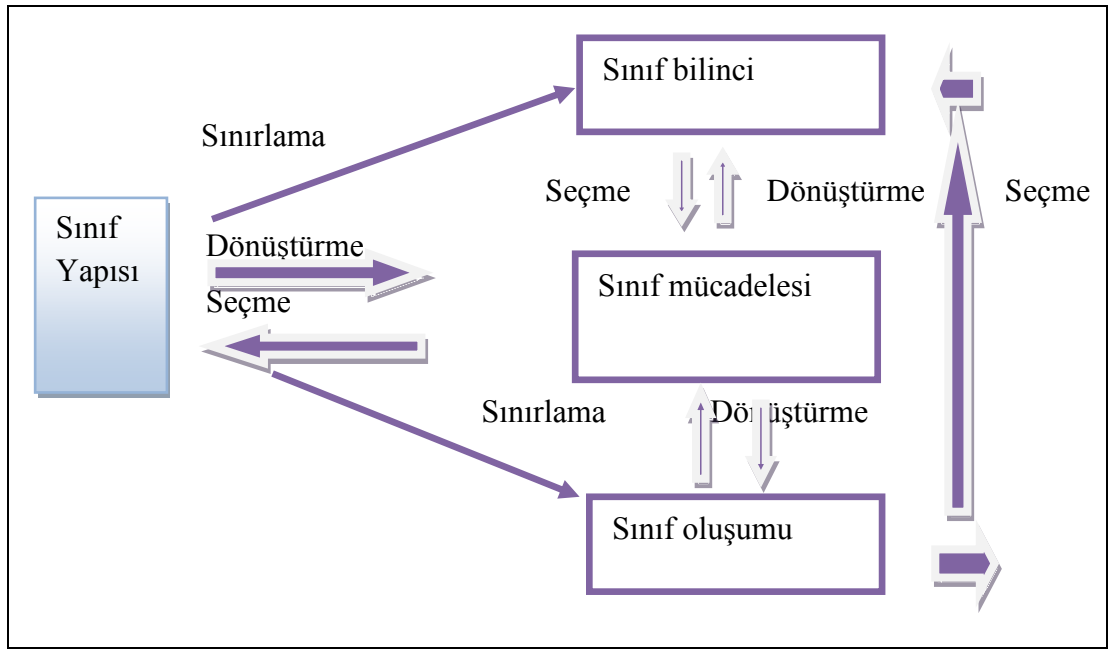 Sınıf bilinci
Sınırlama
Seçme
Dönüştürme
Seçme
Sınıf
Yapısı
Dönüştürme
Seçme
Sınıf mücadelesi
Sınırlama
Dönüştürme
Sınıf oluşumu